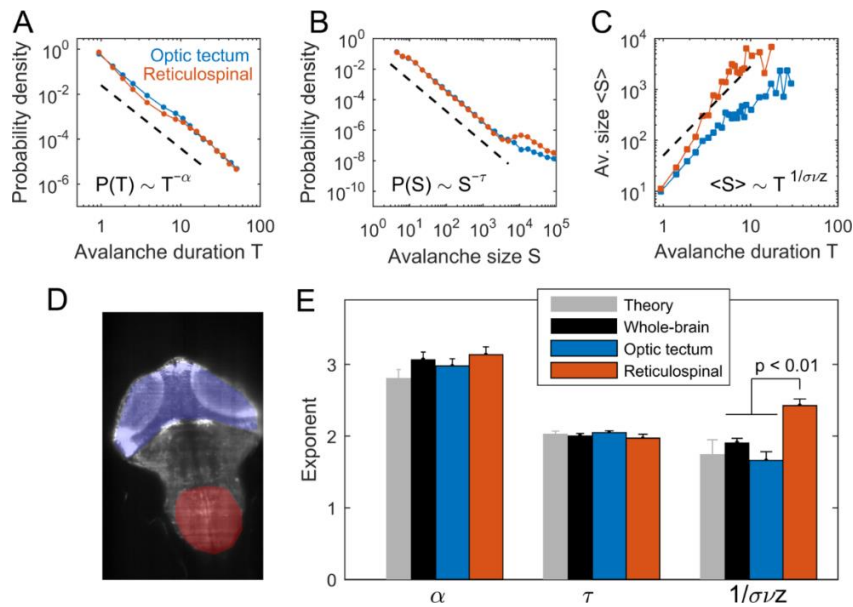 A
B
C
Probability density
10^0
10^-2
10^-4
10^-6
Optic tectum
Reticulospinal
P(T) ∼ T^-α
1
10
100
Avalanche duration T
Probability density
10^0
10^-2
10^-4
10^-6
10^-8
10^-10
P(S) ∼ S^-τ
10^0
10^1
10^2
10^3
10^4
10^5
Avalanche size S
Av. size <S>
10^4
10^3
10^2
10^1
<S> ∼ T^1/σνz
1
10
100
Avalanche duration T
D
E
Exponent
3
2
1
0
Theory
Whole-brain
Optic tectum
Reticulospinal
p < 0.01
α
τ
1/σνz